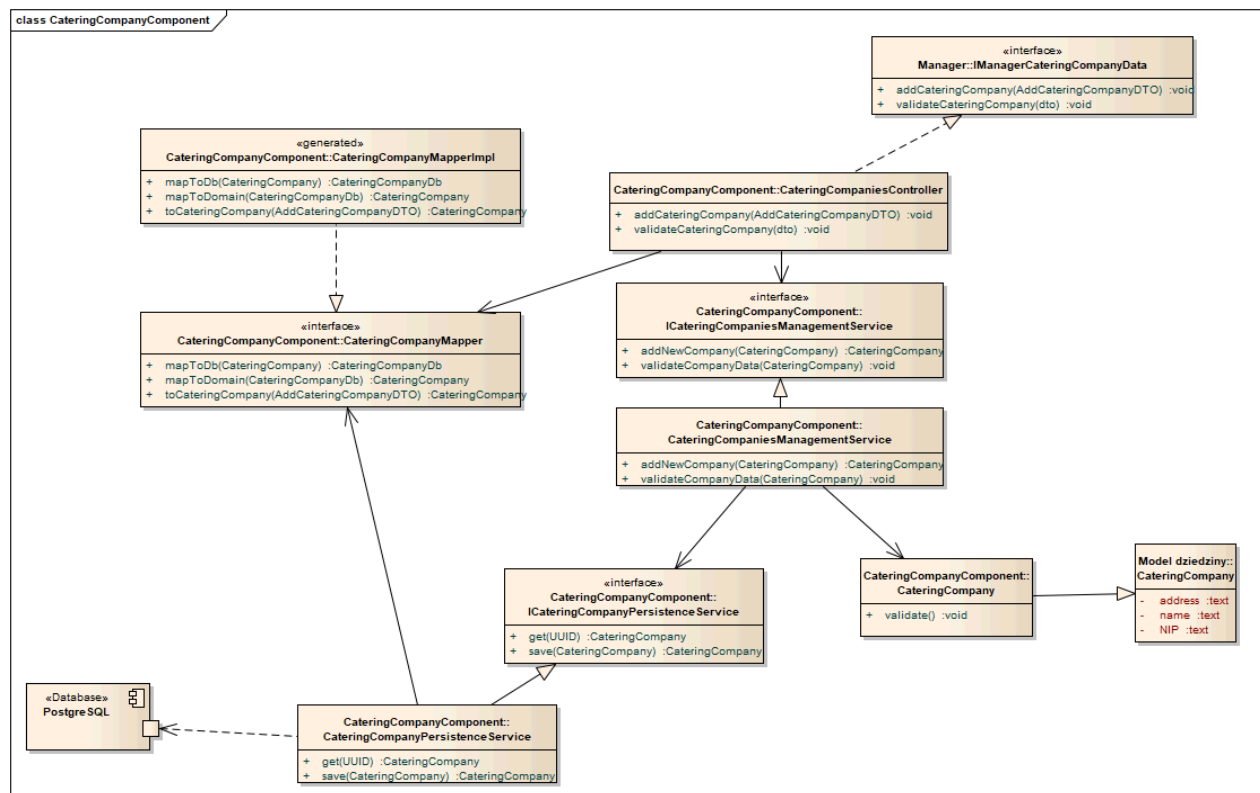 class CateringCompanyComponent
«interface»
Manager::IManagerCateringCompanyData
+ addCateringCompany(AddCateringCompanyDTO) :void
+ validateCateringCompany(dto) :void
«generated»
CateringCompanyComponent::CateringCompanyMapperImpl
+ mapToDb(CateringCompany) :CateringCompanyDb
+ mapToDomain(CateringCompanyDb) :CateringCompany
+ toCateringCompany(AddCateringCompanyDTO) :CateringCompany
CateringCompanyComponent::CateringCompaniesController
+ addCateringCompany(AddCateringCompanyDTO) :void
+ validateCateringCompany(dto) :void
«interface»
CateringCompanyComponent::CateringCompanyMapper
+ mapToDb(CateringCompany) :CateringCompanyDb
+ mapToDomain(CateringCompanyDb) :CateringCompany
+ toCateringCompany(AddCateringCompanyDTO) :CateringCompany
«interface»
CateringCompanyComponent::
ICateringCompaniesManagementService
+ addNewCompany(CateringCompany) :CateringCompany
+ validateCompanyData(CateringCompany) :void
CateringCompanyComponent::
CateringCompaniesManagementService
+ addNewCompany(CateringCompany) :CateringCompany
+ validateCompanyData(CateringCompany) :void
«interface»
CateringCompanyComponent::
ICateringCompanyPersistenceService
+ get(UUID) :CateringCompany
+ save(CateringCompany) :CateringCompany
CateringCompanyComponent::
CateringCompany
+ validate() :void
Model dziedziny::
CateringCompany
- address :text
- name :text
- NIP :text
«Database»
PostgreSQL
CateringCompanyComponent::
CateringCompanyPersistenceService
+ get(UUID) :CateringCompany
+ save(CateringCompany) :CateringCompany